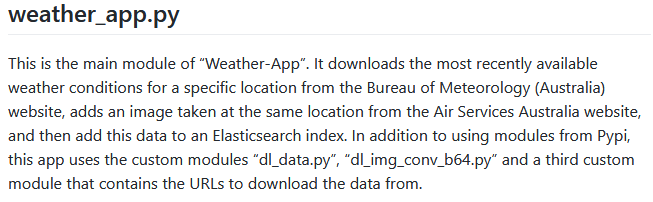 weather_app.py
This is the main module of “Weather-App”. It downloads the most recently available
weather conditions for a specific location from the Bureau of Meteorology (Australia)
website, adds an image taken at the same location from the Air Services Australia website,
and then add this data to an Elasticsearch index. In addition to using modules from Pypi,
this app uses the custom modules “dl_data.py”, “dl_img_conv_b64.py” and a third custom
module that contains the URLs to download the data from.